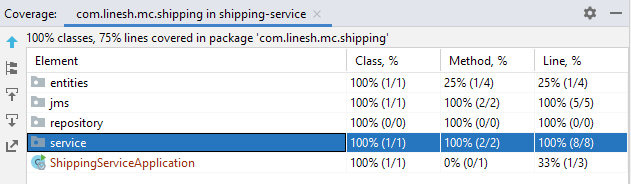 Coverage: com.linesh.mc.shipping in shipping-service
100% classes, 75% lines covered in package 'com.linesh.mc.shipping'
Element Class, % Method, % Line, %
entities 100% (1/1) 25% (1/4) 25% (1/4)
jms 100% (1/1) 100% (2/2) 100% (5/5)
repository 100% (0/0) 100% (0/0) 100% (0/0)
service 100% (1/1) 100% (2/2) 100% (8/8)
ShippingServiceApplication 100% (1/1) 0% (0/1) 33% (1/3)